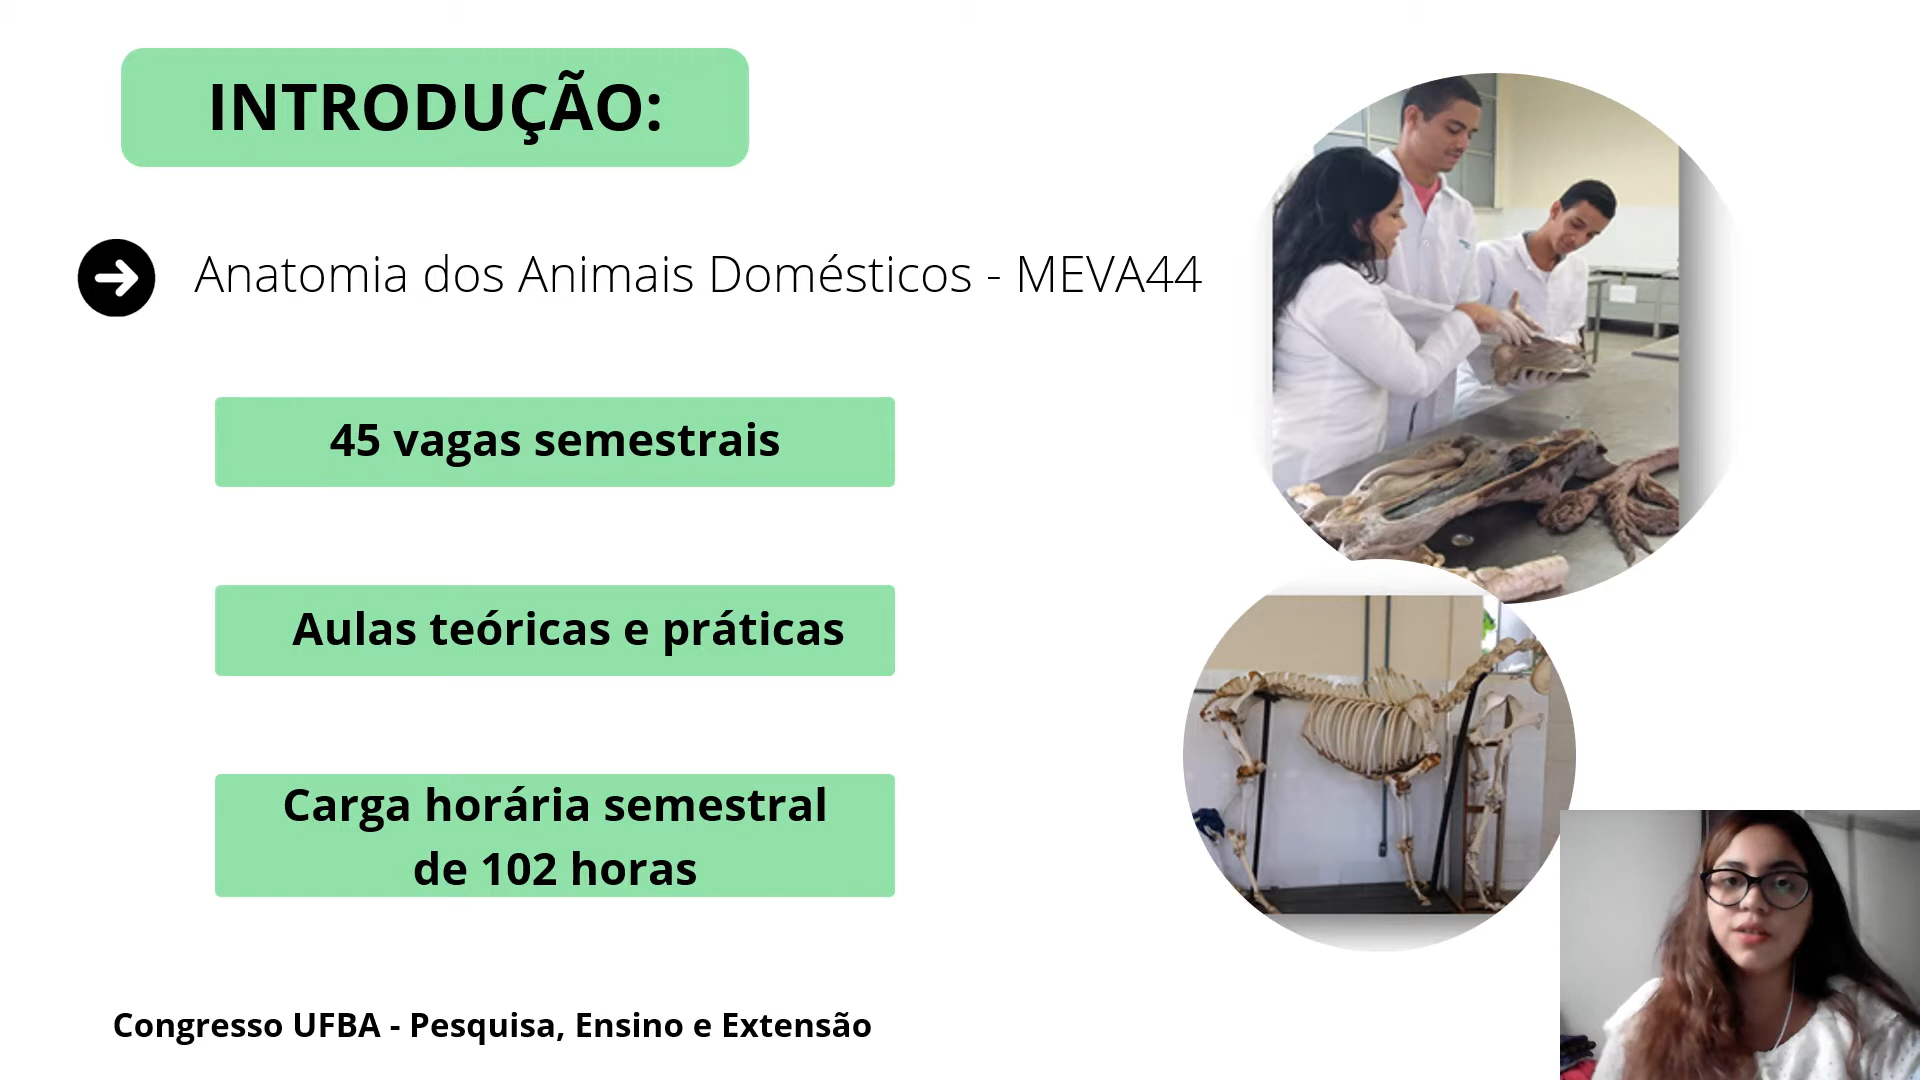 INTRODUÇÃO:
Anatomia dos Animais Domésticos - MEVA44
45 vagas semestrais
Aulas teóricas e práticas
Carga horária semestral
de 102 horas
Congresso UFBA - Pesquisa, Ensino e Extensão